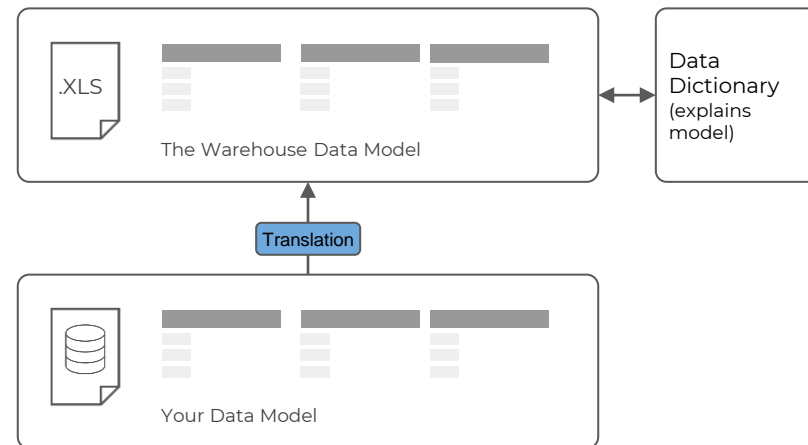 .XLS
The Warehouse Data Model
Data
Dictionary
(explains
model)
Translation
Your Data Model